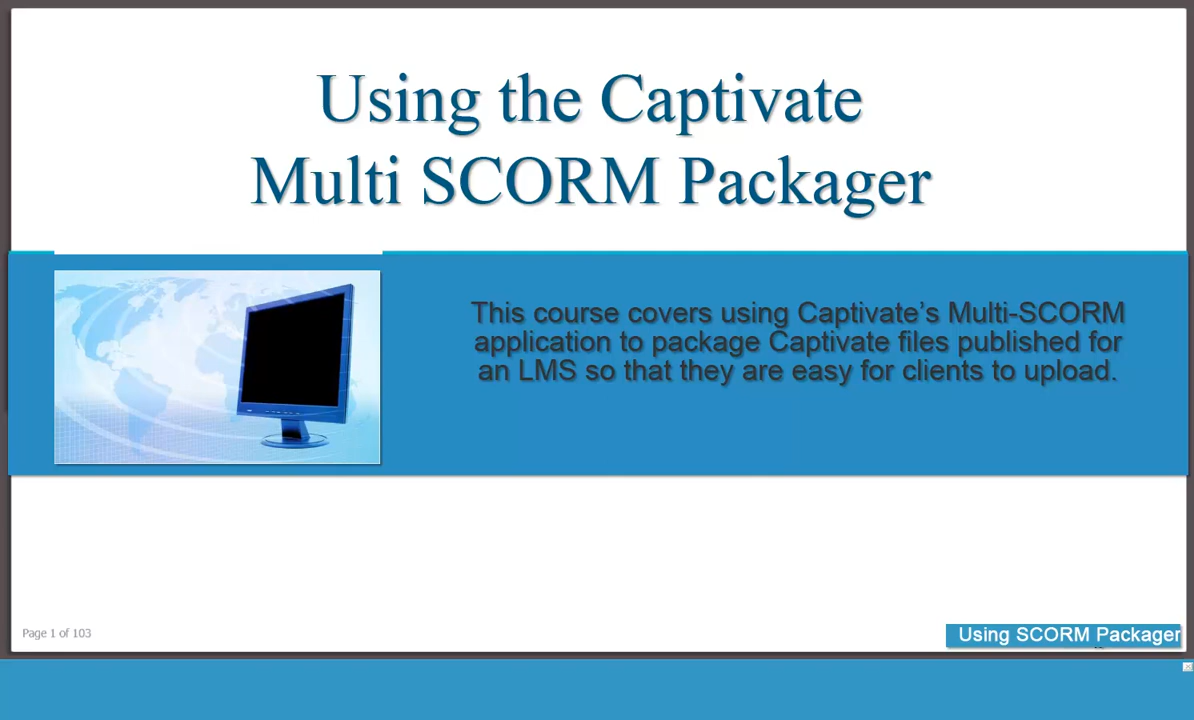 Using the Captivate
Multi SCORM Packager
This course covers using Captivate’s Multi-SCORM
application to package Captivate files published for
an LMS so that they are easy for clients to upload.
Page 1 of 103
Using SCORM Packager